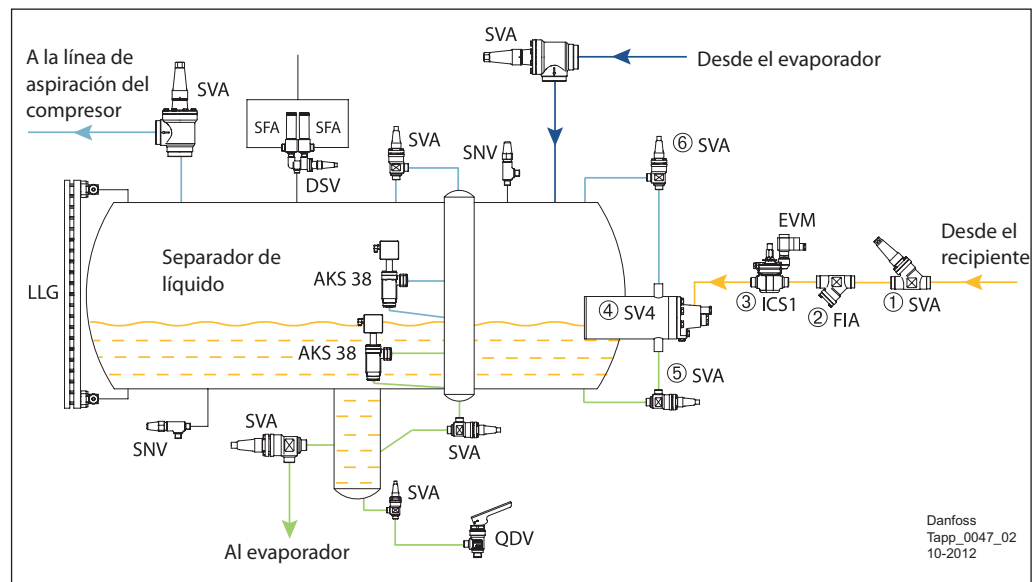 A la línea de
aspiración del
compresor
SVA
SVA
Desde el evaporador
SFA
SFA
DSV
SVA
SNV
⑥ SVA
EVM
Desde el
recipiente
Separador de
líquido
LLG
AKS 38
④ SV4
③ ICS1
② FIA
① SVA
AKS 38
⑤ SVA
SNV
SVA
SVA
SVA
QDV
Al evaporador
Danfoss
Tapp_0047_02
10-2012